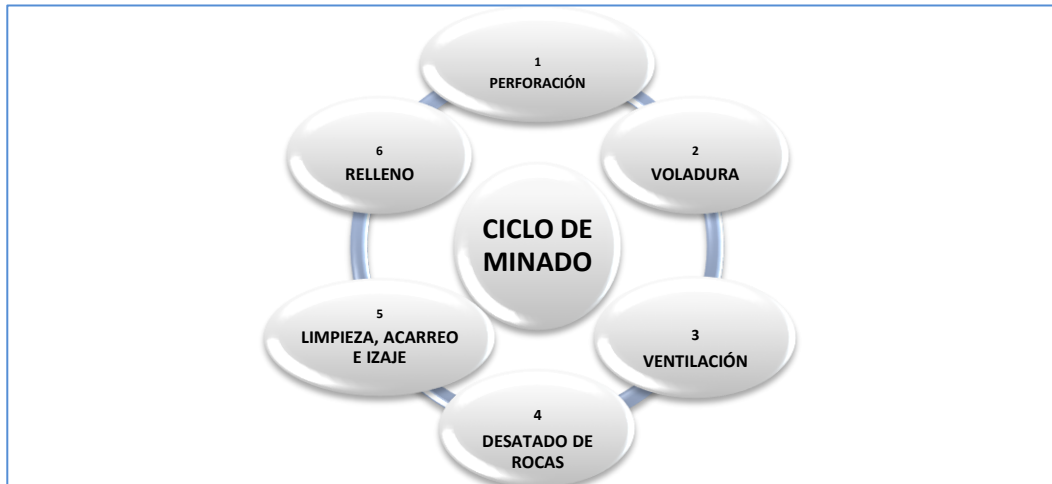 1
PERFORACIÓN
2
VOLADURA
3
VENTILACIÓN
4
DESATADO DE
ROCAS
5
LIMPIEZA, ACARREO
E IZAJE
6
RELLENO
CICLO DE
MINADO